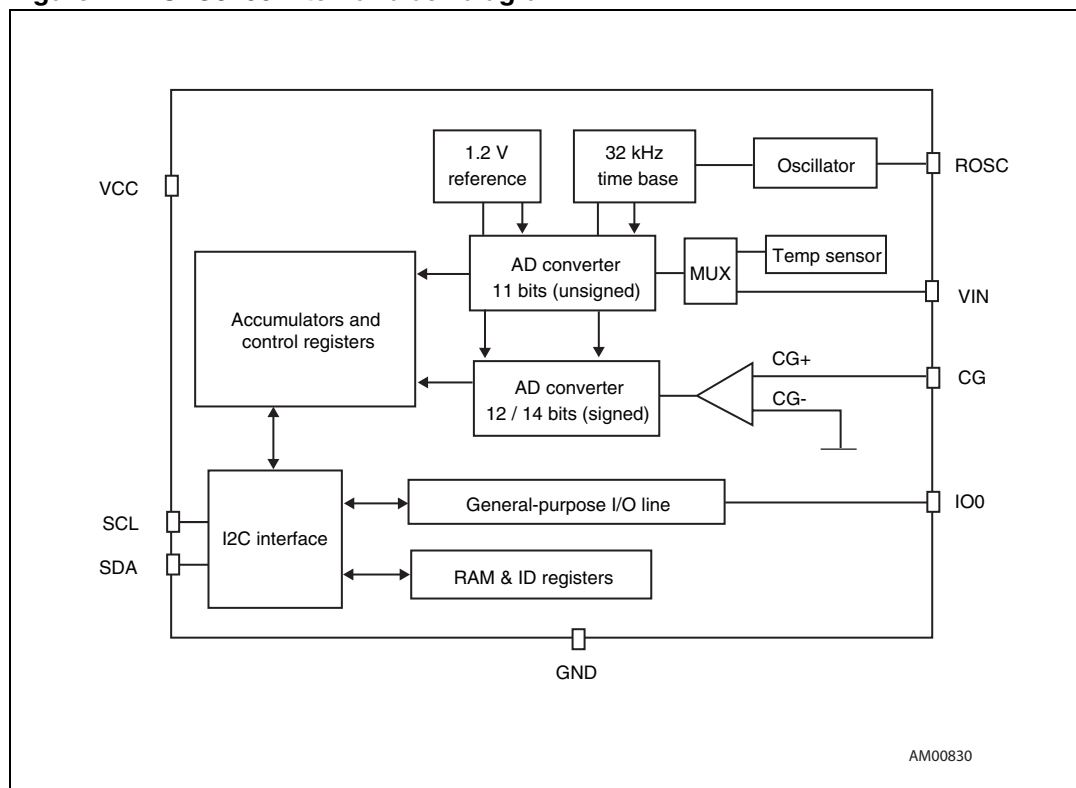 1.2 V
reference
32 kHz
time base
Oscillator
ROSC
VCC
AD converter
11 bits (unsigned)
MUX
Temp sensor
VIN
Accumulators and
control registers
AD converter
12 / 14 bits (signed)
CG+
CG-
CG
I2C interface
General-purpose I/O line
IO0
SCL
SDA
RAM & ID registers
GND
AM00830